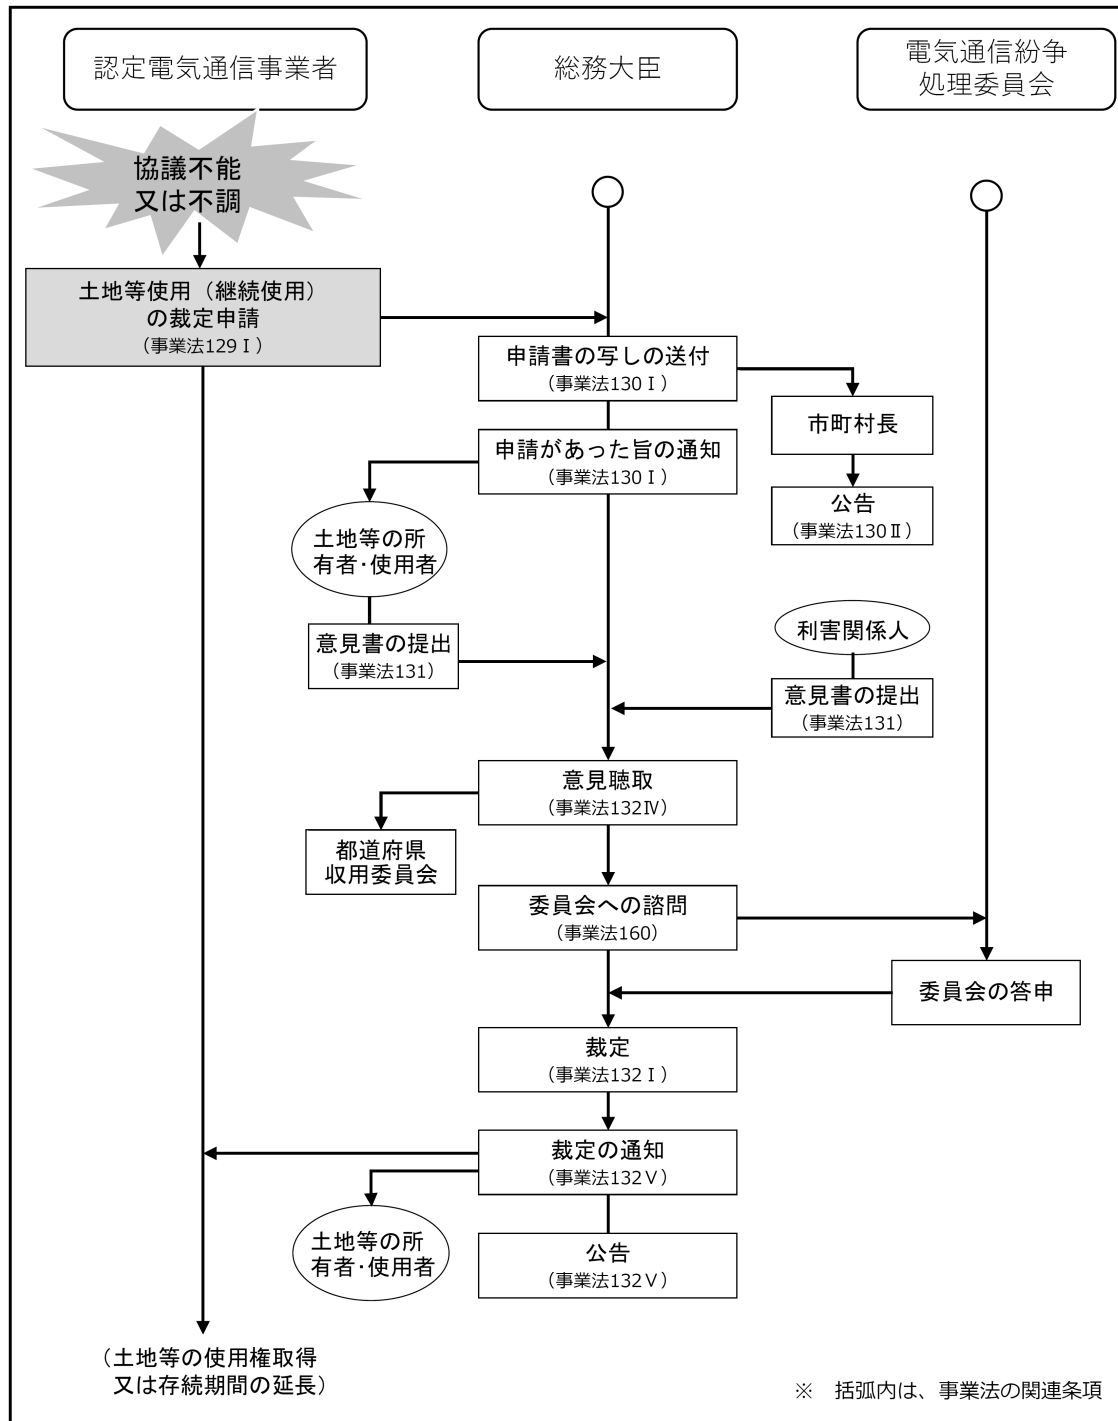 認定電気通信事業者
総務大臣
電気通信紛争
処理委員会
協議不能
又は不調
土地等使用（継続使用）
の裁定申請
（事業法129Ⅰ）
申請書の写しの送付
（事業法130Ⅰ）
市町村長
申請があった旨の通知
（事業法130Ⅰ）
公告
（事業法130Ⅱ）
土地等の所
有者・使用者
意見書の提出
（事業法131）
利害関係人
意見書の提出
（事業法131）
意見聴取
（事業法132Ⅳ）
都道府県
収用委員会
委員会への諮問
（事業法160）
委員会の答申
裁定
（事業法132Ⅰ）
裁定の通知
（事業法132Ⅴ）
土地等の所
有者・使用者
公告
（事業法132Ⅴ）
（土地等の使用権取得
又は存続期間の延長）
※　括弧内は、事業法の関連条項